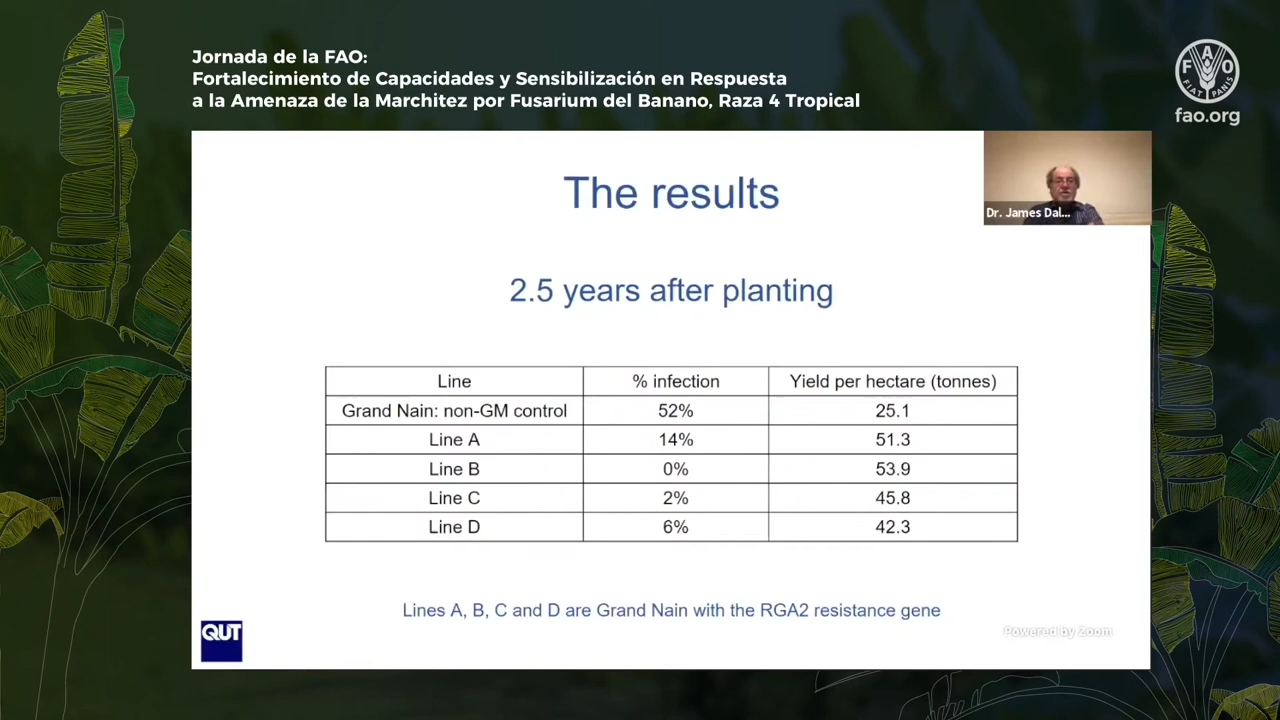 Jornada de la FAO:
Fortalecimiento de Capacidades y Sensibilización en Respuesta
a la Amenaza de la Marchitez por Fusarium del Banano, Raza 4 Tropical
F A O
FIAT PANIS
fao.org
The results
Dr. James Dal...
2.5 years after planting
Line % infection Yield per hectare (tonnes)
Grand Nain: non-GM control 52% 25.1
Line A 14% 51.3
Line B 0% 53.9
Line C 2% 45.8
Line D 6% 42.3
Lines A, B, C and D are Grand Nain with the RGA2 resistance gene
QUT
Powered by Zoom